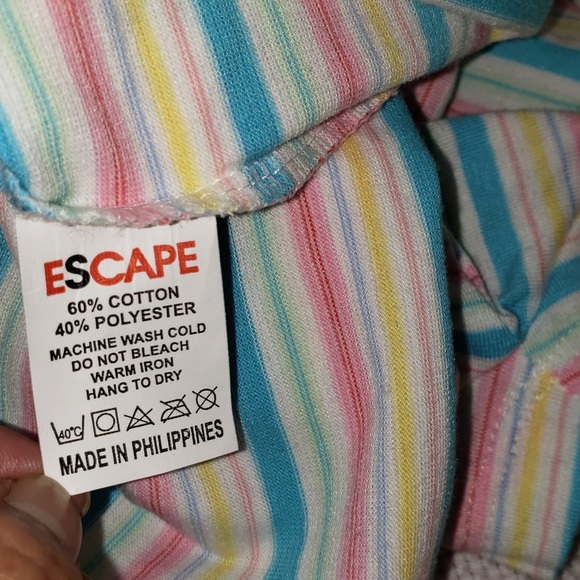 ESCAPE
60% COTTON
40% POLYESTER
MACHINE WASH COLD
DO NOT BLEACH
WARM IRON
HANG TO DRY
40°C
MADE IN PHILIPPINES